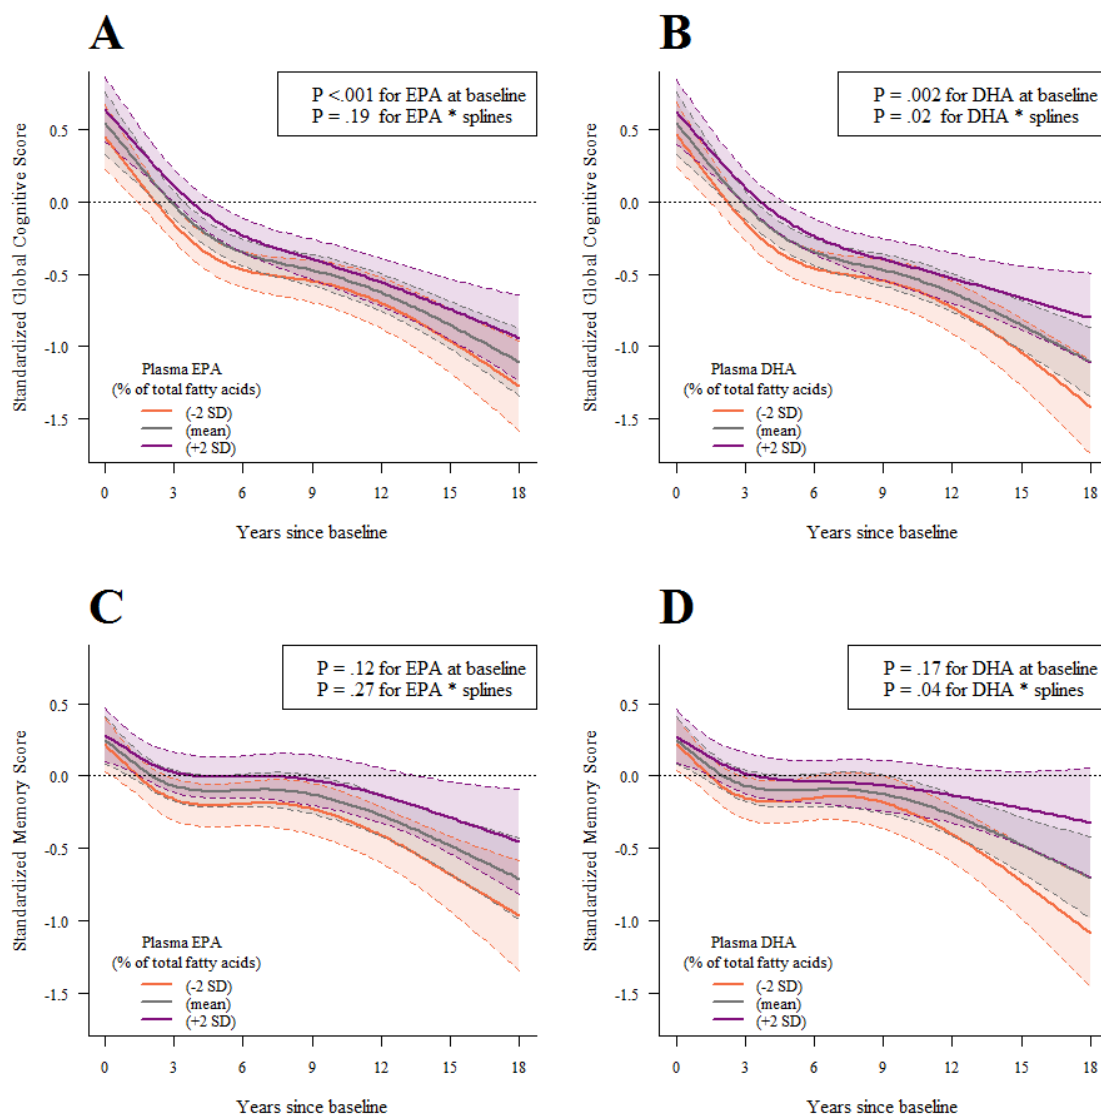 A
P <.001 for EPA at baseline
P = .19 for EPA * splines
Standardized Global Cognitive Score
0.5
0.0
-0.5
-1.0
-1.5
Plasma EPA
(% of total fatty acids)
(-2 SD)
(mean)
(+2 SD)
0 3 6 9 12 15 18
Years since baseline
B
P = .002 for DHA at baseline
P = .02 for DHA * splines
Standardized Global Cognitive Score
0.5
0.0
-0.5
-1.0
-1.5
Plasma DHA
(% of total fatty acids)
(-2 SD)
(mean)
(+2 SD)
0 3 6 9 12 15 18
Years since baseline
C
P = .12 for EPA at baseline
P = .27 for EPA * splines
Standardized Memory Score
0.5
0.0
-0.5
-1.0
-1.5
Plasma EPA
(% of total fatty acids)
(-2 SD)
(mean)
(+2 SD)
0 3 6 9 12 15 18
Years since baseline
D
P = .17 for DHA at baseline
P = .04 for DHA * splines
Standardized Memory Score
0.5
0.0
-0.5
-1.0
-1.5
Plasma DHA
(% of total fatty acids)
(-2 SD)
(mean)
(+2 SD)
0 3 6 9 12 15 18
Years since baseline